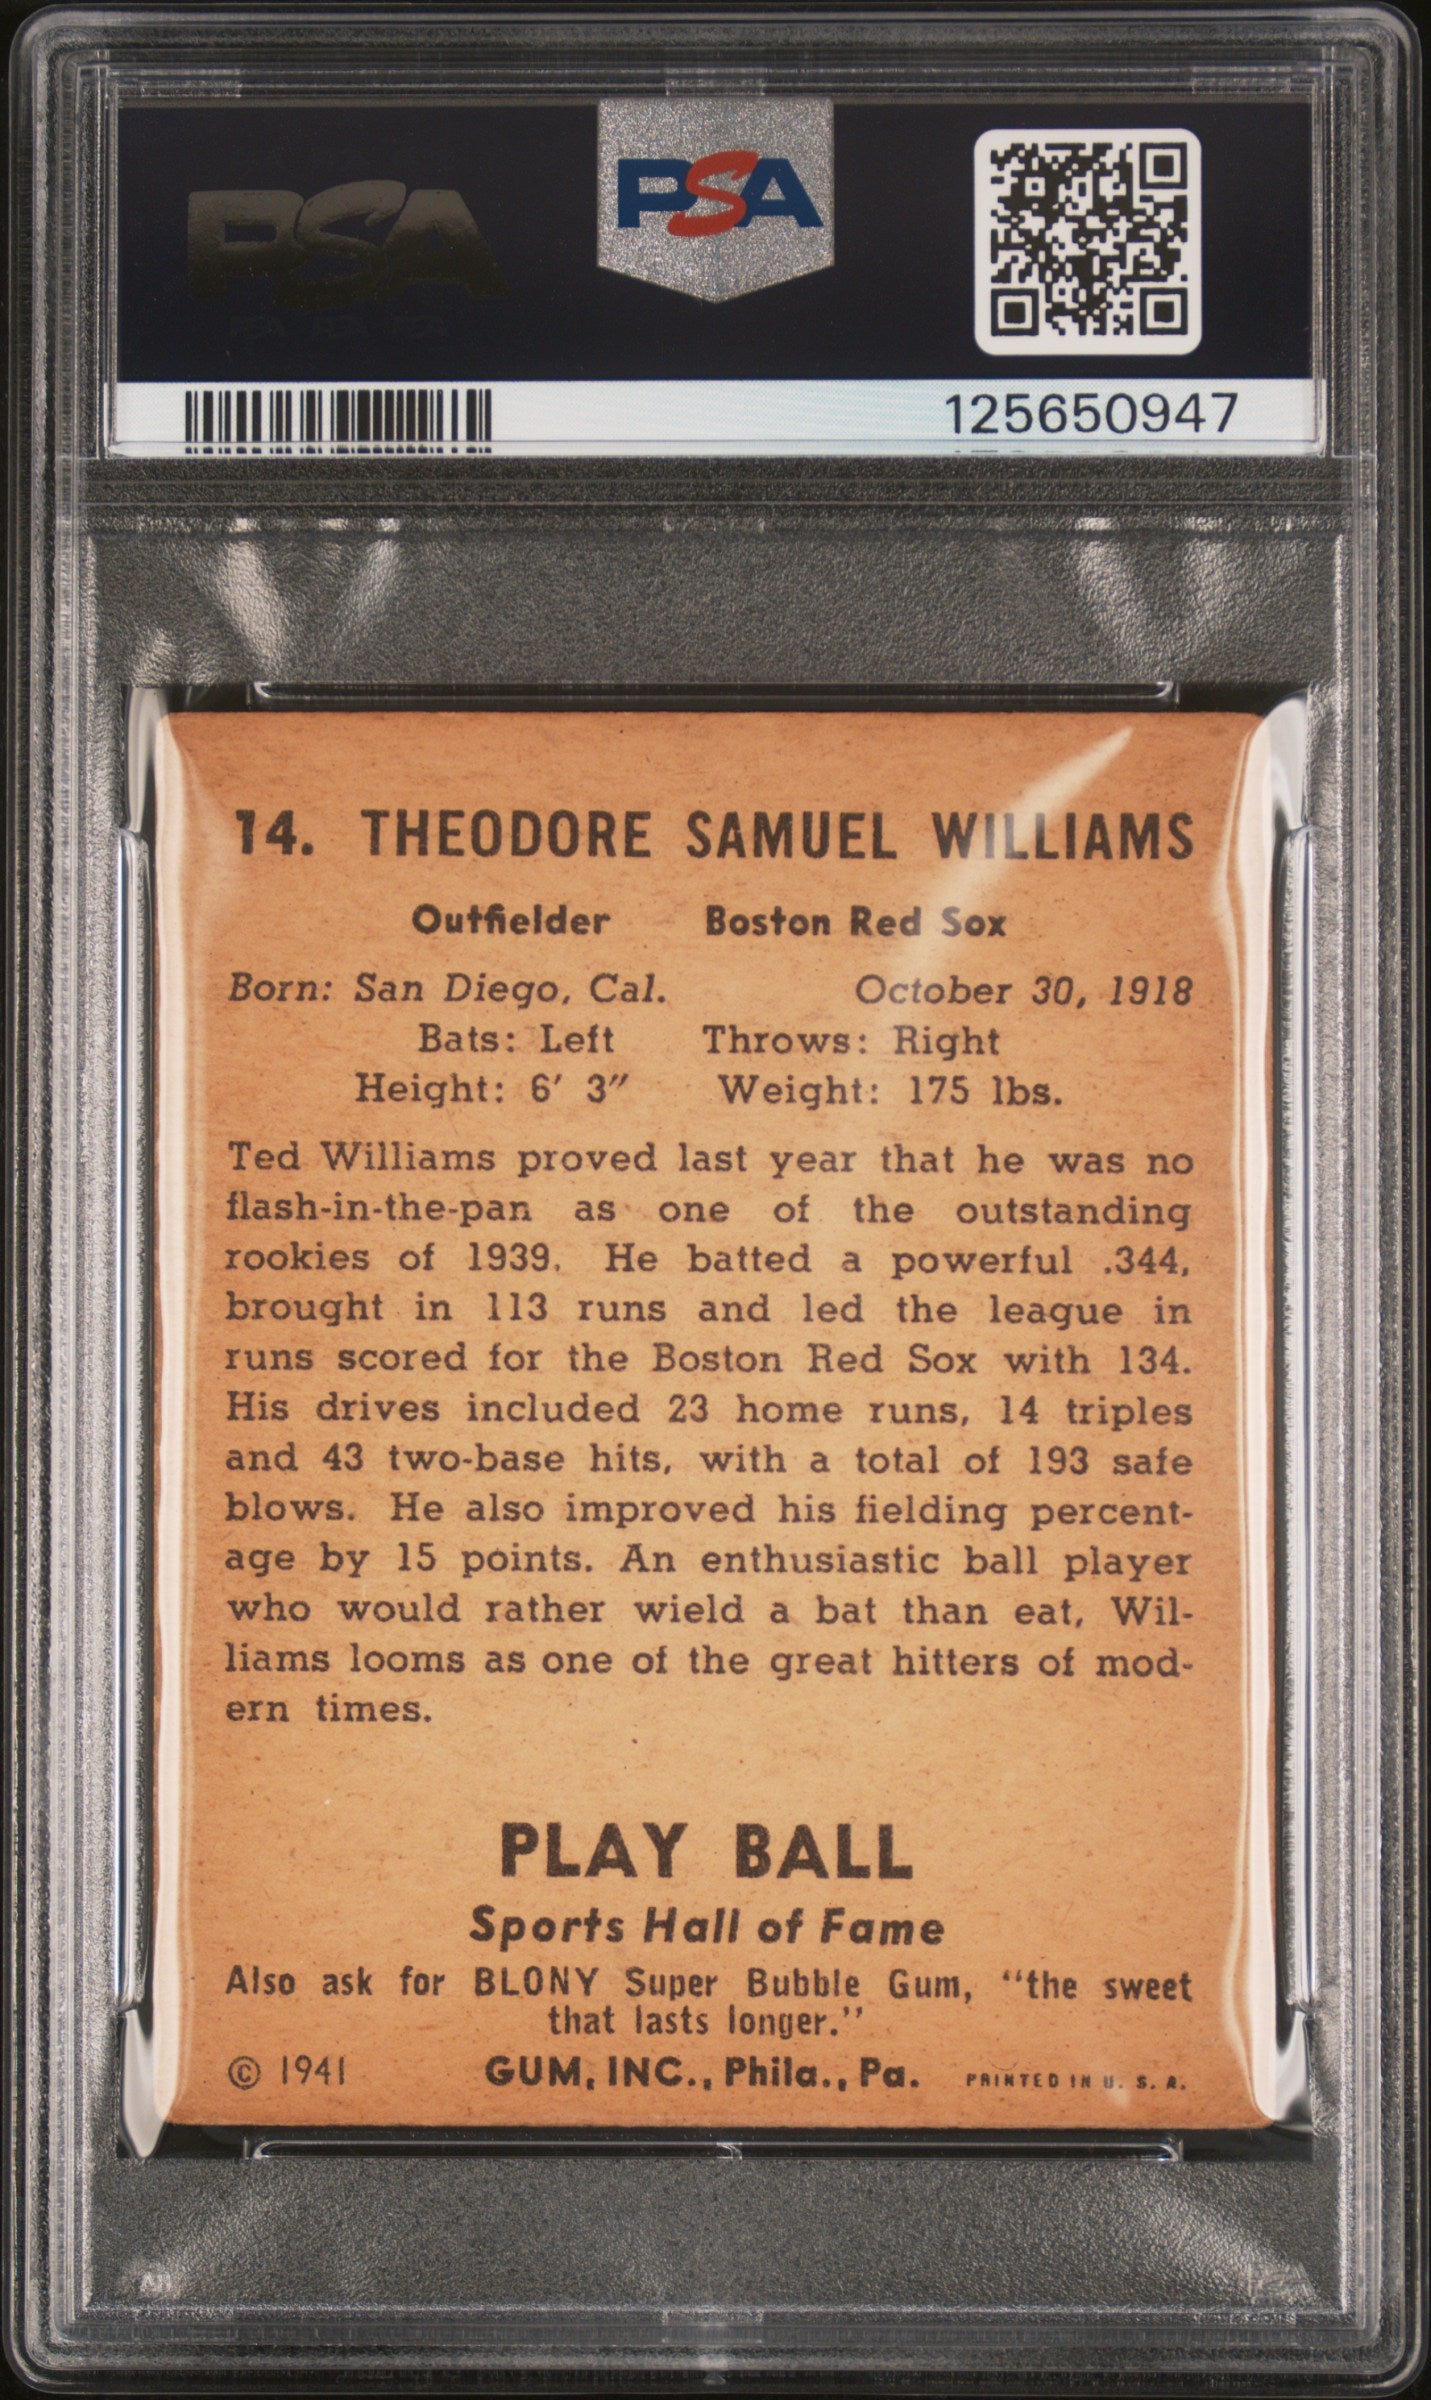 PSA
PSA
125650947
14. THEODORE SAMUEL WILLIAMS
Outfielder Boston Red Sox
Born: San Diego, Cal. October 30, 1918
Bats: Left Throws: Right
Height: 6' 3" Weight: 175 lbs.
Ted Williams proved last year that he was no
flash-in-the-pan as one of the outstanding
rookies of 1939. He batted a powerful .344,
brought in 113 runs and led the league in
runs scored for the Boston Red Sox with 134.
His drives included 23 home runs, 14 triples
and 43 two-base hits, with a total of 193 safe
blows. He also improved his fielding percent-
age by 15 points. An enthusiastic ball player
who would rather wield a bat than eat, Wil-
liams looms as one of the great hitters of mod-
ern times.
PLAY BALL
Sports Hall of Fame
Also ask for BLONY Super Bubble Gum, "the sweet
that lasts longer."
© 1941 GUM, INC., Phila., Pa. PRINTED IN U. S. A.